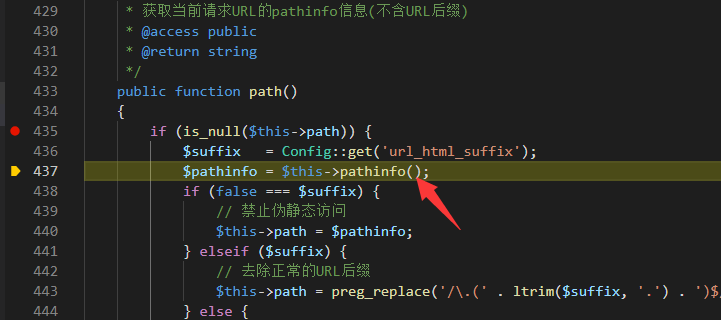 429 * 获取当前请求URL的pathinfo信息(不含URL后缀)
430 * @access public
431 * @return string
432 */
433 public function path()
434 {
435 if (is_null($this->path)) {
436 $suffix   = Config::get('url_html_suffix');
437 $pathinfo = $this->pathinfo();
438 if (false === $suffix) {
439 // 禁止伪静态访问
440 $this->path = $pathinfo;
441 } elseif ($suffix) {
442 // 去除正常的URL后缀
443 $this->path = preg_replace('/\.(' . ltrim($suffix, '.') . ')$
444 } else {